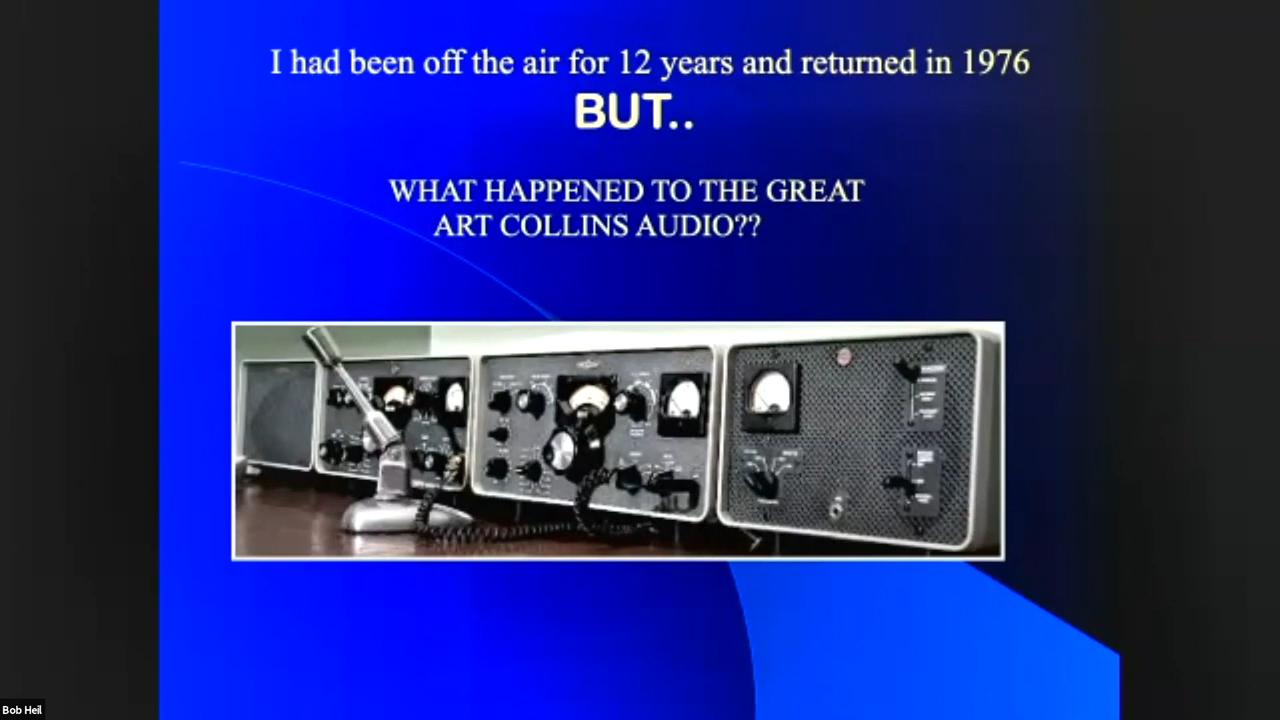 I had been off the air for 12 years and returned in 1976
BUT..
WHAT HAPPENED TO THE GREAT
ART COLLINS AUDIO??
Bob Heil